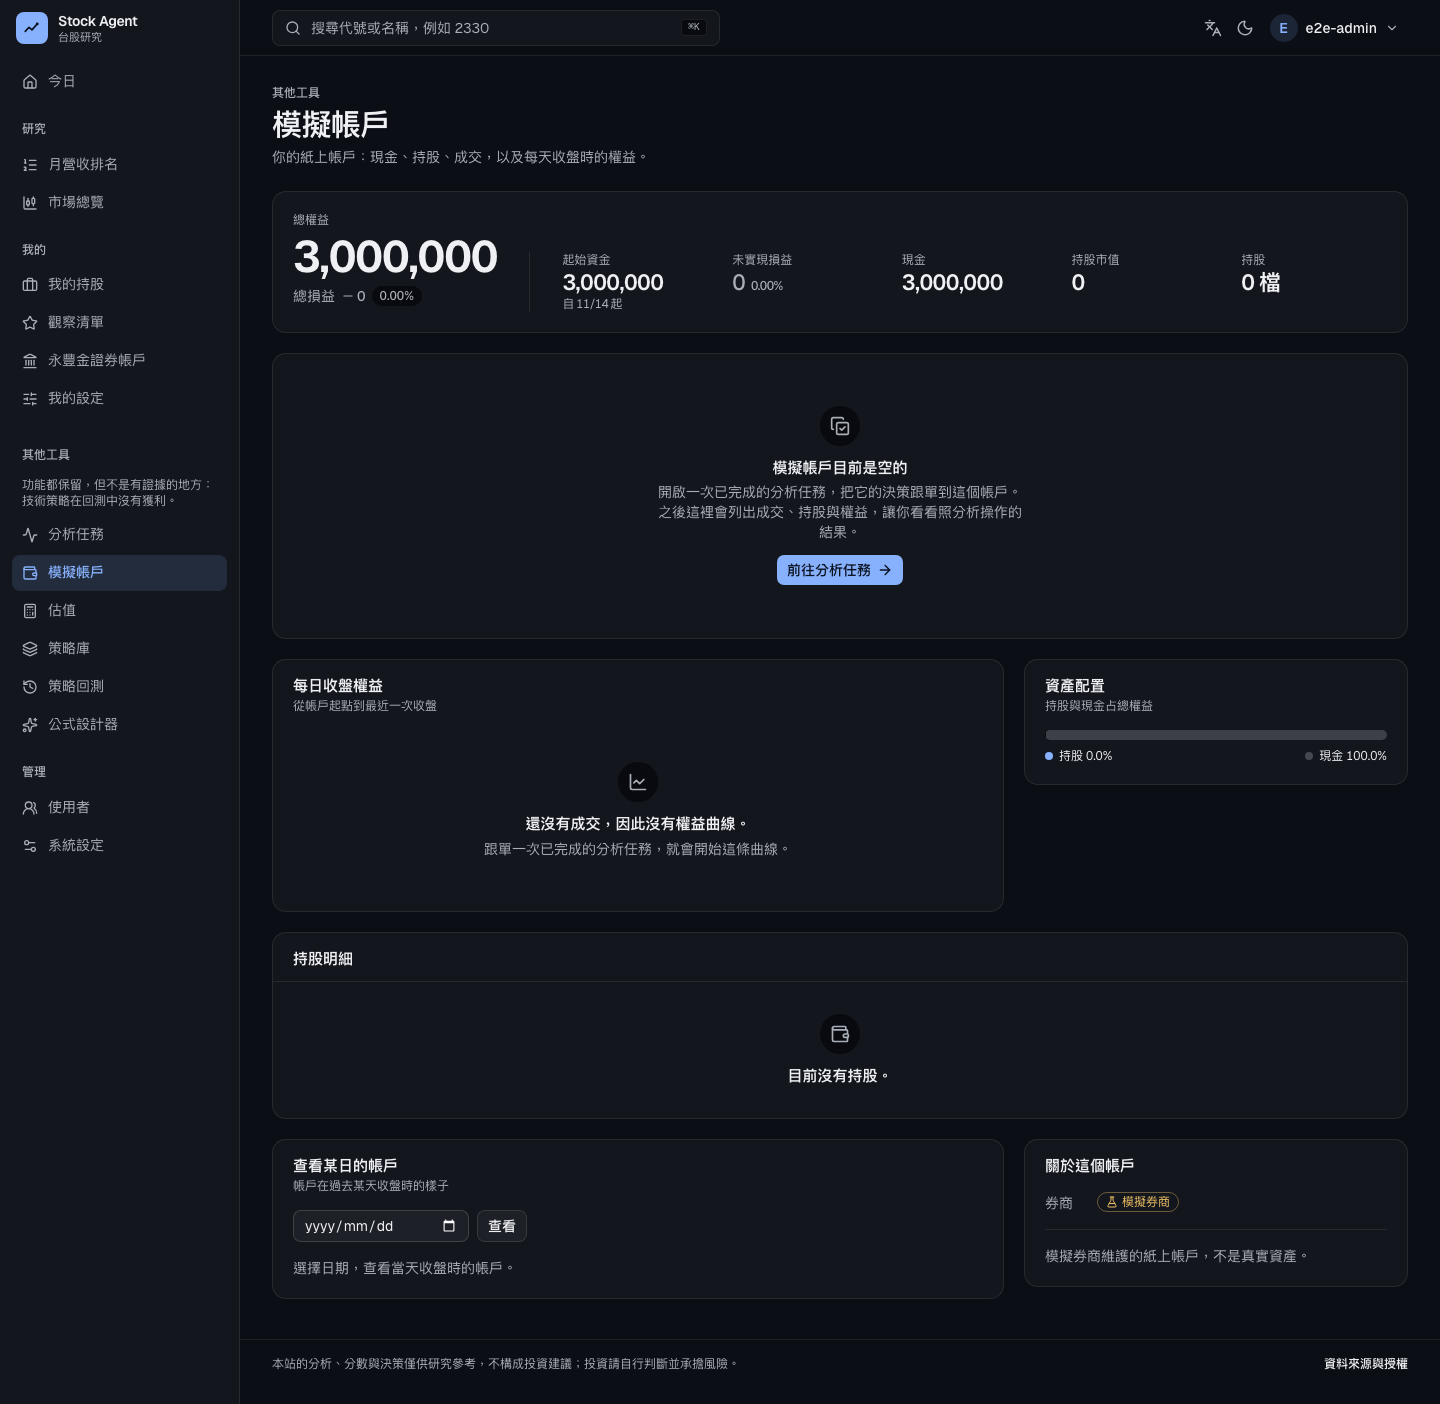 Stock Agent
台股研究
搜尋代號或名稱，例如 2330
⌘K
E
e2e-admin
今日
研究
月營收排名
市場總覽
我的
我的持股
觀察清單
永豐金證券帳戶
我的設定
其他工具
功能都保留，但不是有證據的地方：
技術策略在回測中沒有獲利。
分析任務
模擬帳戶
估值
策略庫
策略回測
公式設計器
管理
使用者
系統設定
其他工具
模擬帳戶
你的紙上帳戶：現金、持股、成交，以及每天收盤時的權益。
總權益
3,000,000
總損益 – 0 0.00%
起始資金
3,000,000
自 11/14 起
未實現損益
0 0.00%
現金
3,000,000
持股市值
0
持股
0 檔
模擬帳戶目前是空的
開啟一次已完成的分析任務，把它的決策跟單到這個帳戶。
之後這裡會列出成交、持股與權益，讓你看看照分析操作的
結果。
前往分析任務
每日收盤權益
從帳戶起點到最近一次收盤
還沒有成交，因此沒有權益曲線。
跟單一次已完成的分析任務，就會開始這條曲線。
資產配置
持股與現金占總權益
持股 0.0%
現金 100.0%
持股明細
目前沒有持股。
查看某日的帳戶
帳戶在過去某天收盤時的樣子
yyyy/mm/dd
查看
選擇日期，查看當天收盤時的帳戶。
關於這個帳戶
券商
模擬券商
模擬券商維護的紙上帳戶，不是真實資產。
本站的分析、分數與決策僅供研究參考，不構成投資建議；投資請自行判斷並承擔風險。
資料來源與授權